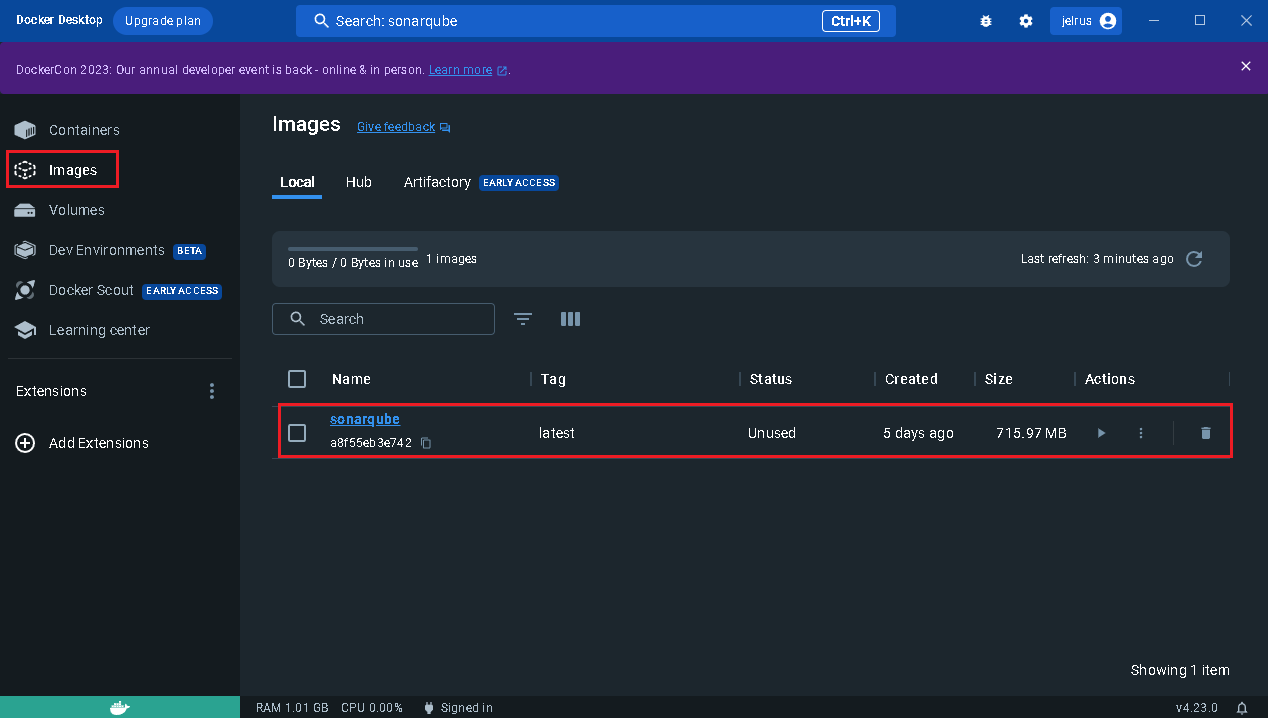 Docker Desktop Upgrade plan Search: sonarqube Ctrl+K jelrus
DockerCon 2023: Our annual developer event is back - online & in person. Learn more .
Containers
Images
Volumes
Dev Environments BETA
Docker Scout EARLY ACCESS
Learning center
Extensions
Add Extensions
Images Give feedback
Local Hub Artifactory EARLY ACCESS
0 Bytes / 0 Bytes in use 1 images Last refresh: 3 minutes ago
Search
Name Tag Status Created Size Actions
sonarqube
a8f55eb3e742 latest Unused 5 days ago 715.97 MB
Showing 1 item
RAM 1.01 GB CPU 0.00% Signed in v4.23.0